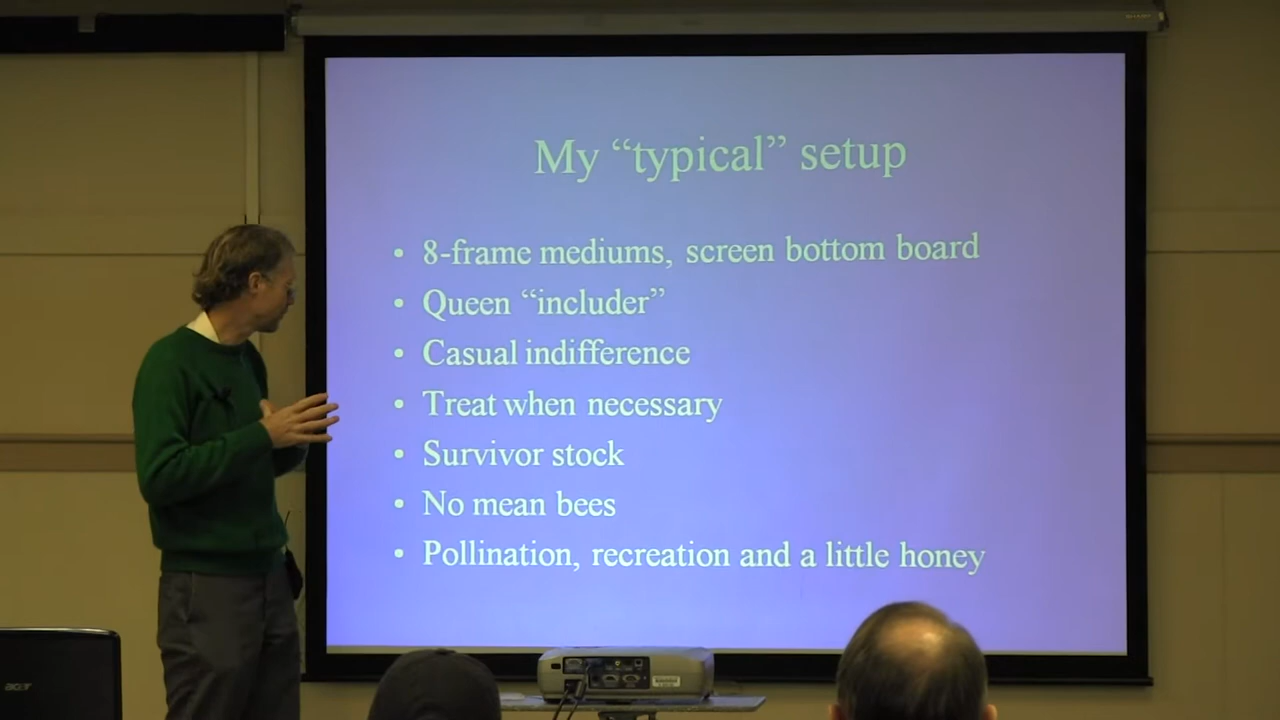 My “typical” setup
• 8-frame mediums, screen bottom board
• Queen “includer”
• Casual indifference
• Treat when necessary
• Survivor stock
• No mean bees
• Pollination, recreation and a little honey
acer